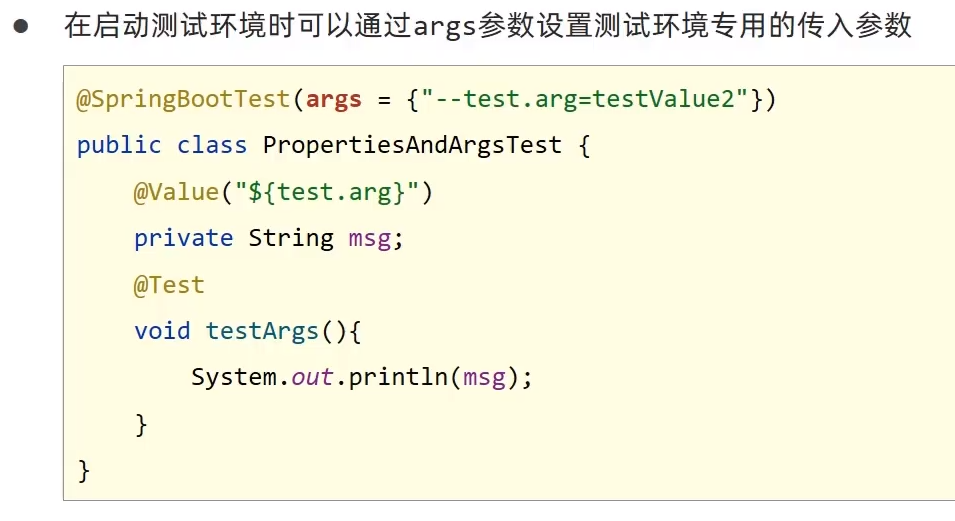 ● 在启动测试环境时可以通过args参数设置测试环境专用的传入参数
@SpringBootTest(args = {"--test.arg=testValue2"})
public class PropertiesAndArgsTest {
    @Value("${test.arg}")
    private String msg;
    @Test
    void testArgs(){
        System.out.println(msg);
    }
}